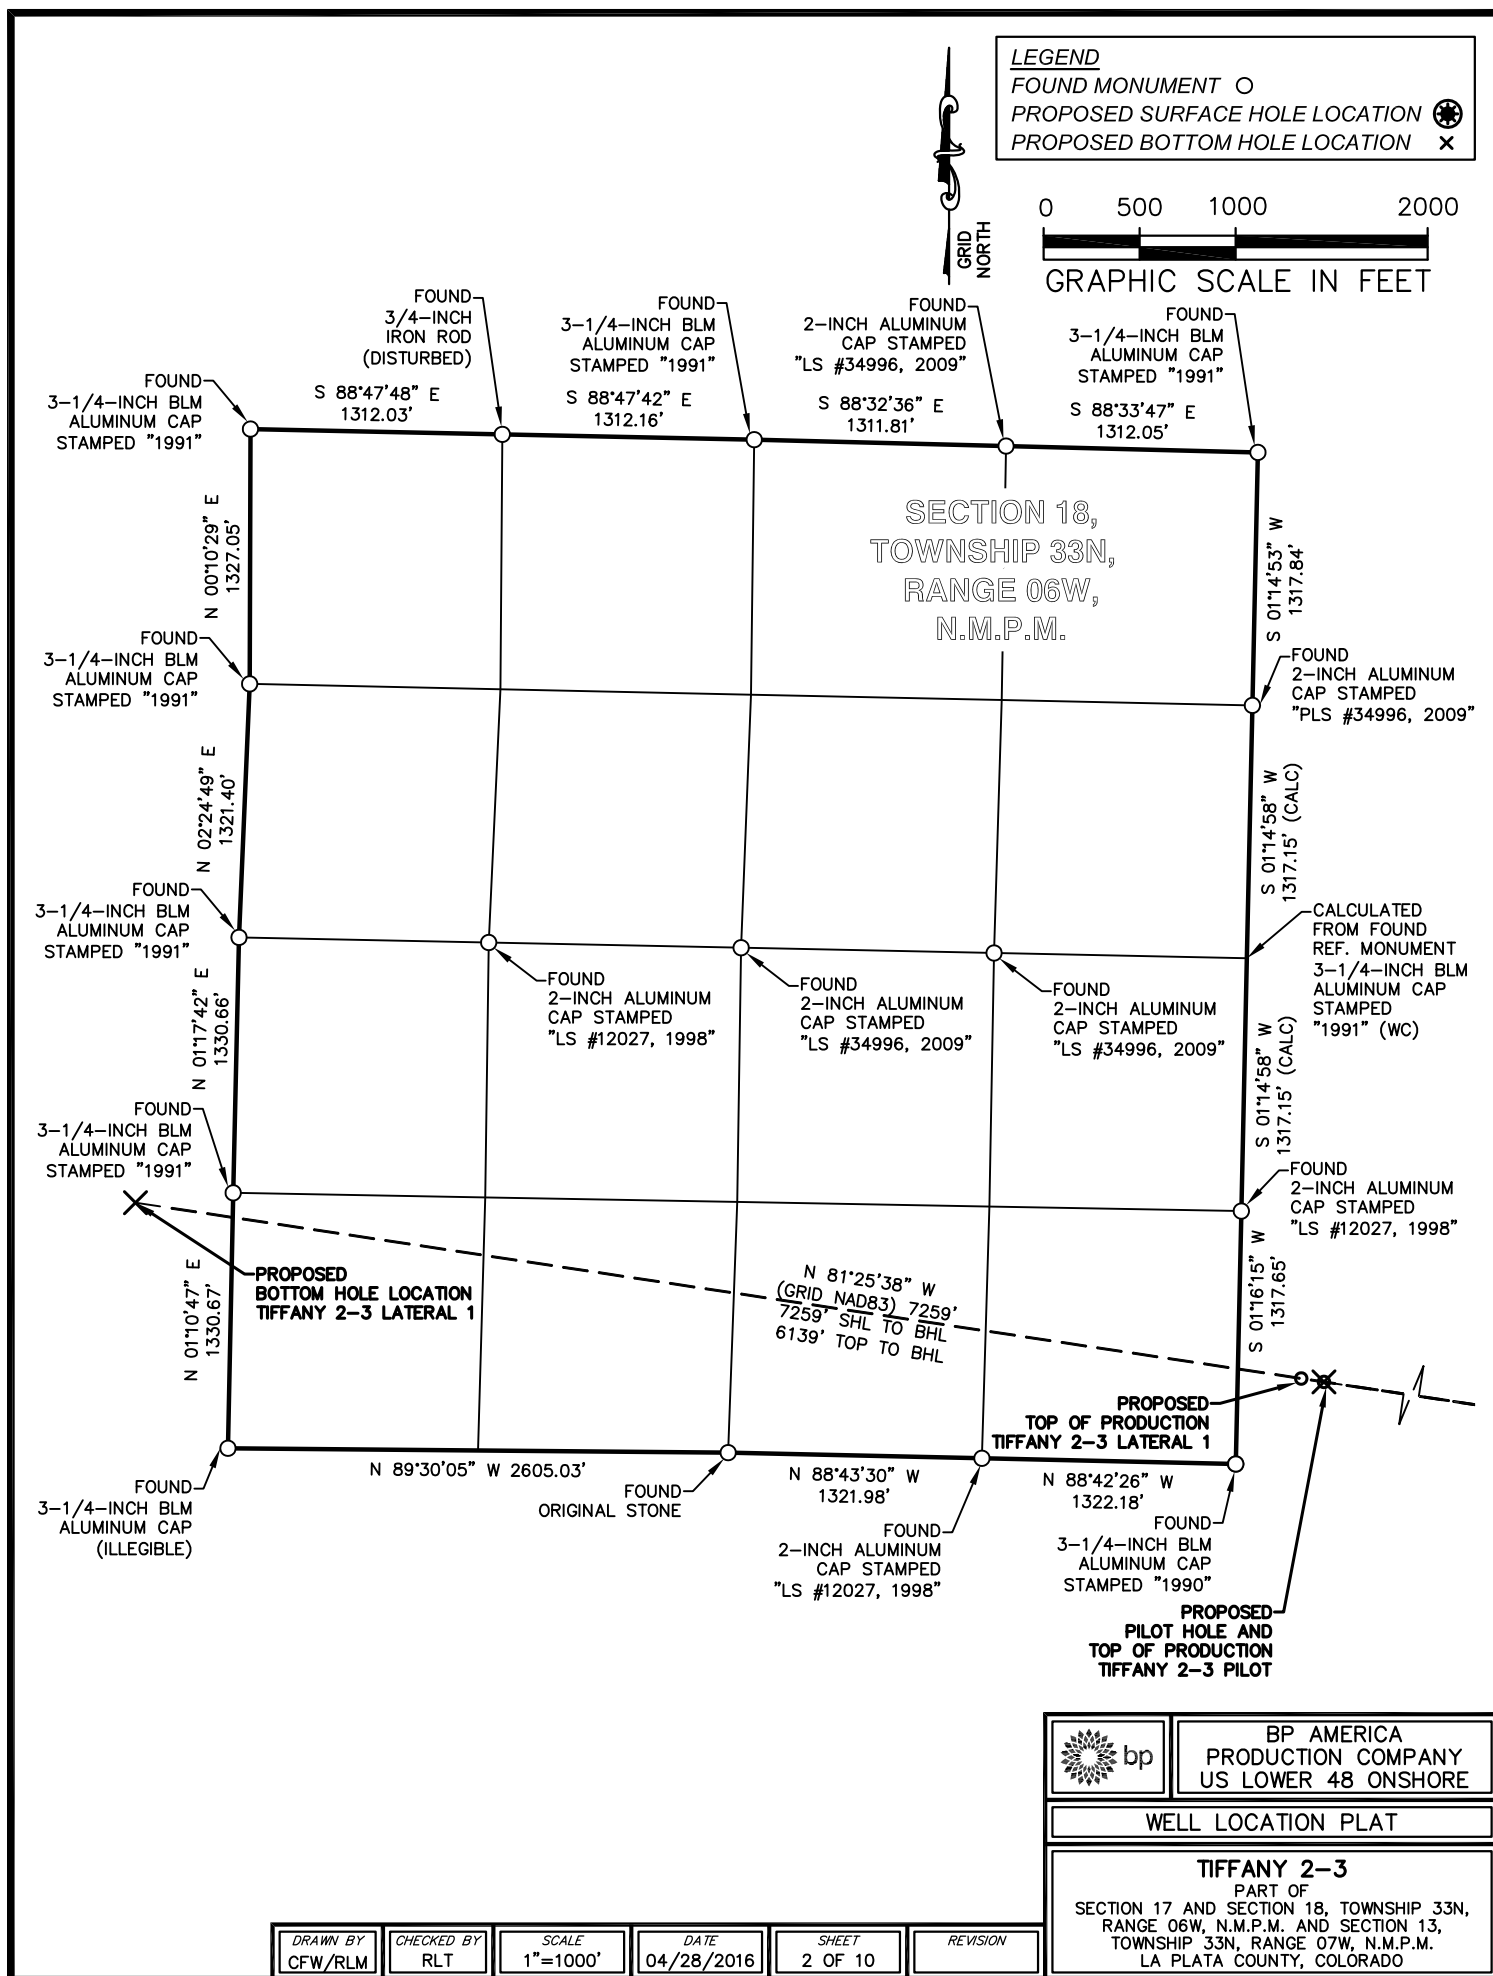 LEGEND
FOUND MONUMENT
PROPOSED SURFACE HOLE LOCATION
PROPOSED BOTTOM HOLE LOCATION
GRID
NORTH
0 500 1000 2000
GRAPHIC SCALE IN FEET
FOUND
3-1/4-INCH BLM
ALUMINUM CAP
STAMPED "1991"
FOUND
3/4-INCH
IRON ROD
(DISTURBED)
FOUND
3-1/4-INCH BLM
ALUMINUM CAP
STAMPED "1991"
FOUND
2-INCH ALUMINUM
CAP STAMPED
"LS #34996, 2009"
FOUND
3-1/4-INCH BLM
ALUMINUM CAP
STAMPED "1991"
S 88°47'48" E
1312.03'
S 88°47'42" E
1312.16'
S 88°32'36" E
1311.81'
S 88°33'47" E
1312.05'
SECTION 18,
TOWNSHIP 33N,
RANGE 06W,
N.M.P.M.
N 00°10'29" E
1327.05'
S 01°14'53" W
1317.84'
FOUND
3-1/4-INCH BLM
ALUMINUM CAP
STAMPED "1991"
FOUND
2-INCH ALUMINUM
CAP STAMPED
"PLS #34996, 2009"
N 02°24'49" E
1321.40'
S 01°14'58" W
1317.15' (CALC)
FOUND
3-1/4-INCH BLM
ALUMINUM CAP
STAMPED "1991"
CALCULATED
FROM FOUND
REF. MONUMENT
3-1/4-INCH BLM
ALUMINUM CAP
STAMPED
"1991" (WC)
FOUND
2-INCH ALUMINUM
CAP STAMPED
"LS #12027, 1998"
FOUND
2-INCH ALUMINUM
CAP STAMPED
"LS #34996, 2009"
FOUND
2-INCH ALUMINUM
CAP STAMPED
"LS #34996, 2009"
N 01°17'42" E
1330.66'
S 01°14'58" W
1317.15' (CALC)
FOUND
3-1/4-INCH BLM
ALUMINUM CAP
STAMPED "1991"
FOUND
2-INCH ALUMINUM
CAP STAMPED
"LS #12027, 1998"
PROPOSED
BOTTOM HOLE LOCATION
TIFFANY 2-3 LATERAL 1
N 01°10'47" E
1330.67'
N 81°25'38" W
(GRID NAD83) 7259'
7259' SHL TO BHL
6139' TOP TO BHL
S 01°16'15" W
1317.65'
PROPOSED
TOP OF PRODUCTION
TIFFANY 2-3 LATERAL 1
N 89°30'05" W 2605.03'
N 88°43'30" W
1321.98'
N 88°42'26" W
1322.18'
FOUND
3-1/4-INCH BLM
ALUMINUM CAP
(ILLEGIBLE)
FOUND
ORIGINAL STONE
FOUND
2-INCH ALUMINUM
CAP STAMPED
"LS #12027, 1998"
FOUND
3-1/4-INCH BLM
ALUMINUM CAP
STAMPED "1990"
PROPOSED
PILOT HOLE AND
TOP OF PRODUCTION
TIFFANY 2-3 PILOT
bp
BP AMERICA
PRODUCTION COMPANY
US LOWER 48 ONSHORE
WELL LOCATION PLAT
TIFFANY 2-3
PART OF
SECTION 17 AND SECTION 18, TOWNSHIP 33N,
RANGE 06W, N.M.P.M. AND SECTION 13,
TOWNSHIP 33N, RANGE 07W, N.M.P.M.
LA PLATA COUNTY, COLORADO
DRAWN BY
CFW/RLM
CHECKED BY
RLT
SCALE
1"=1000'
DATE
04/28/2016
SHEET
2 OF 10
REVISION